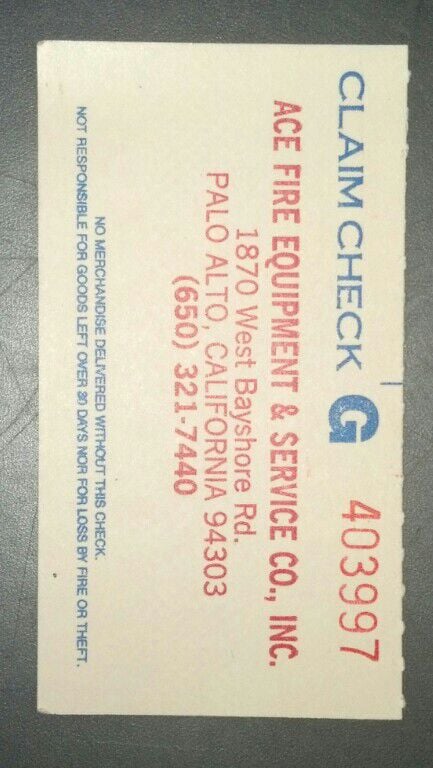 CLAIM CHECK G 403997
ACE FIRE EQUIPMENT & SERVICE CO., INC.
1870 West Bayshore Rd.
PALO ALTO, CALIFORNIA 94303
(650) 321-7440
NO MERCHANDISE DELIVERED WITHOUT THIS CHECK.
NOT RESPONSIBLE FOR GOODS LEFT OVER 30 DAYS NOR FOR LOSS BY FIRE OR THEFT.